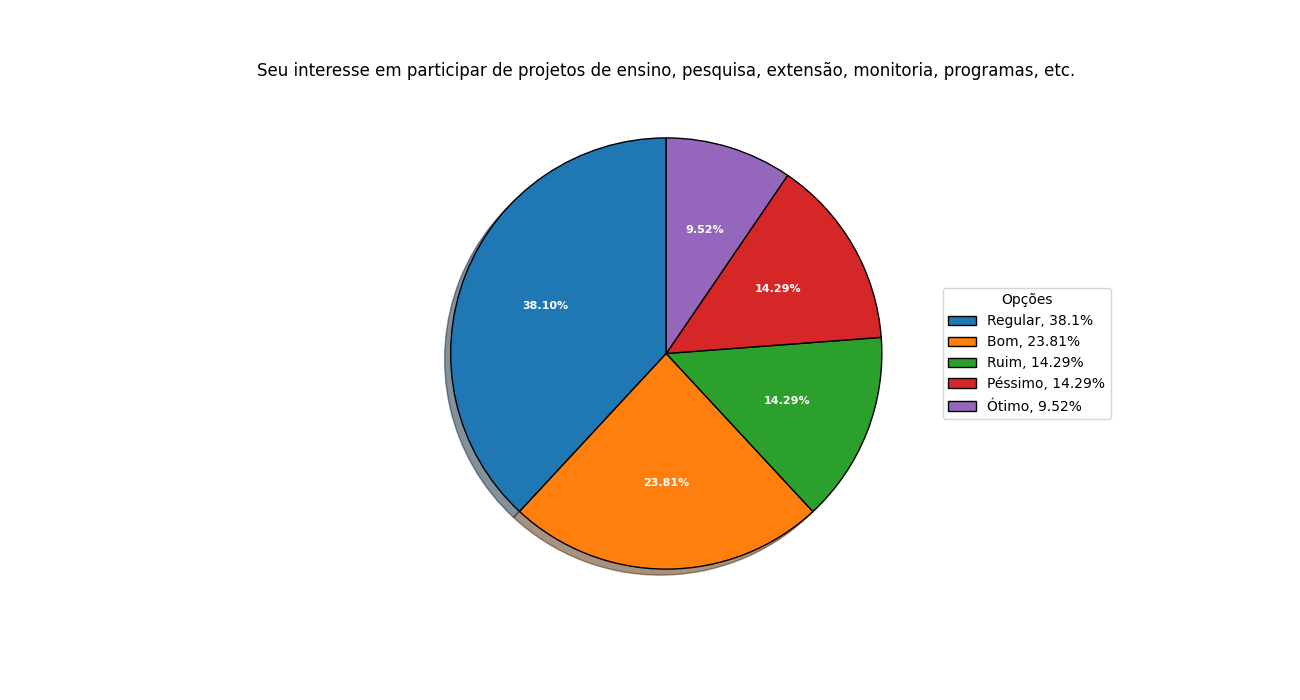 Seu interesse em participar de projetos de ensino, pesquisa, extensão, monitoria, programas, etc.
9.52%
14.29%
38.10%
14.29%
23.81%
Opções
Regular, 38.1%
Bom, 23.81%
Ruim, 14.29%
Péssimo, 14.29%
Ótimo, 9.52%